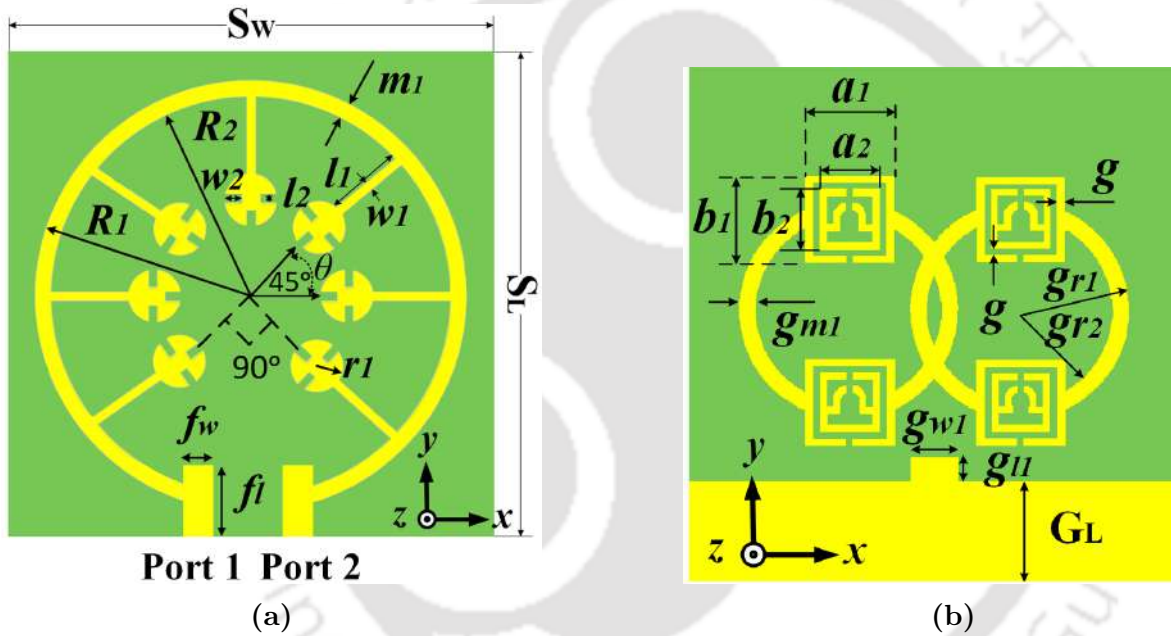 Sw
m1
R2
R1
w2
l2
l1
w1
45°
θ
SL
90°
r1
fw
fl
y
z
x
Port 1 Port 2
(a)
a1
a2
b1
b2
g
gm1
g
gr1
gr2
gw1
gl1
y
GL
z
x
(b)